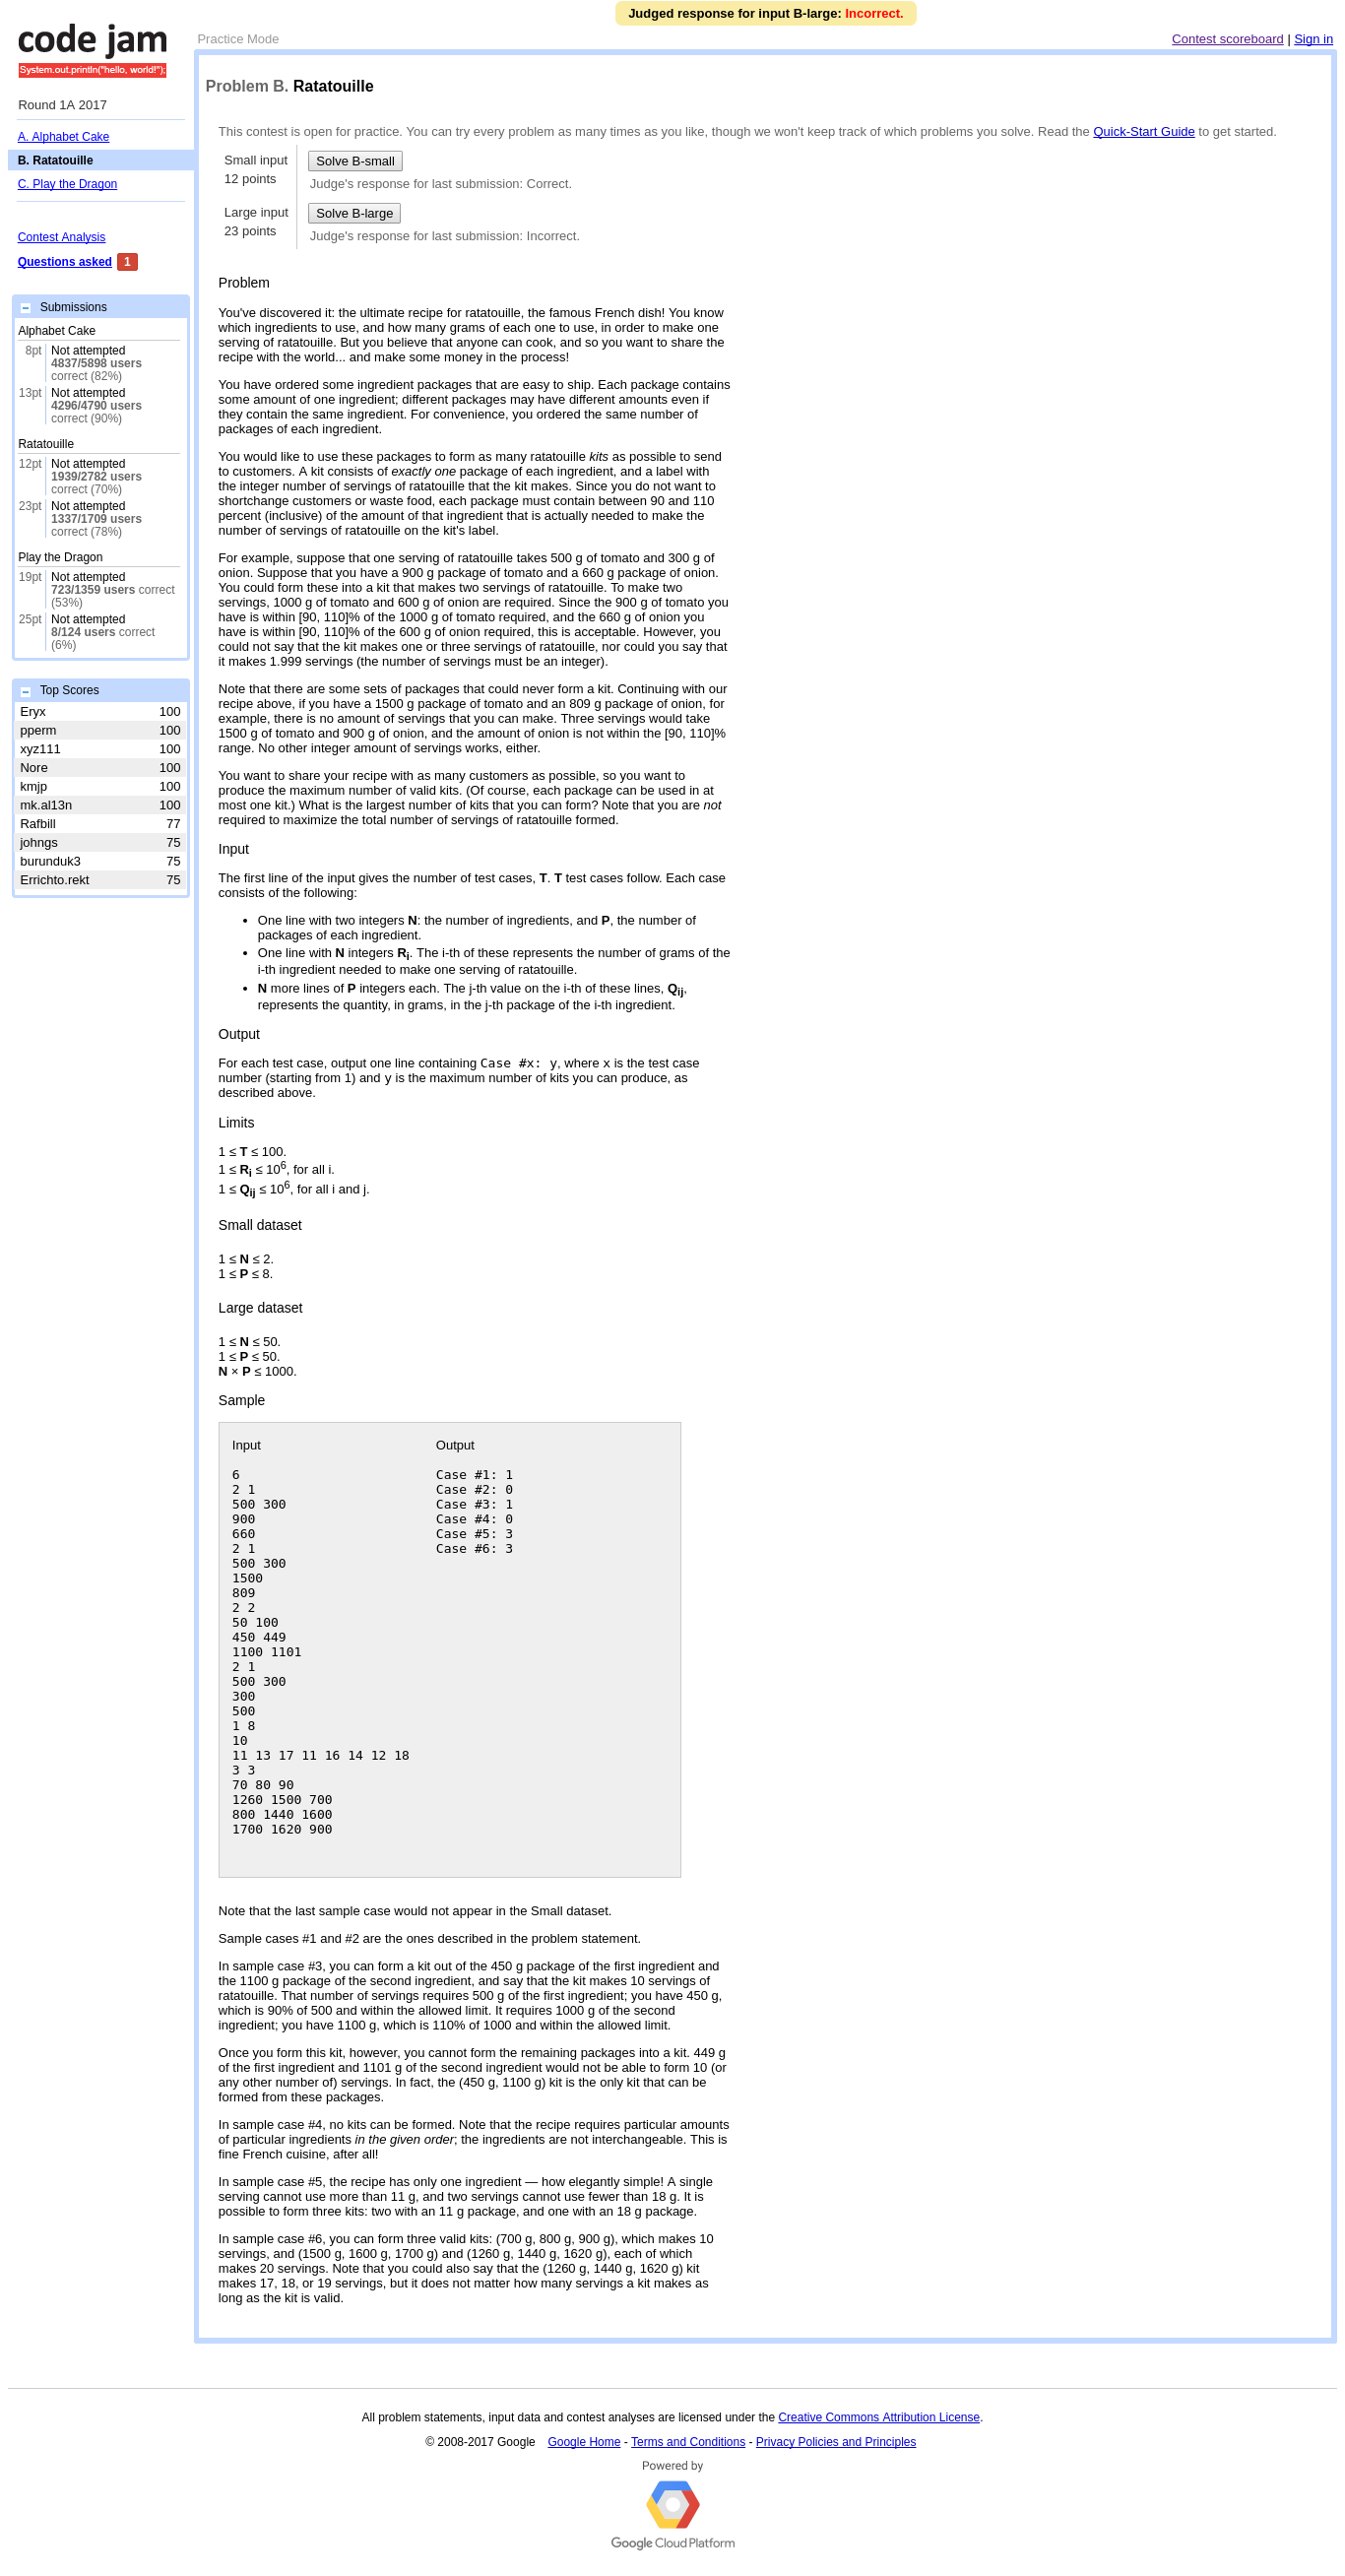 Judged response for input B-large: Incorrect.
code jam
System.out.println("hello, world!");
Practice Mode
Contest scoreboard | Sign in
Round 1A 2017
A. Alphabet Cake
B. Ratatouille
C. Play the Dragon
Contest Analysis
Questions asked 1
Submissions
Alphabet Cake
8pt Not attempted
4837/5898 users
correct (82%)
13pt Not attempted
4296/4790 users
correct (90%)
Ratatouille
12pt Not attempted
1939/2782 users
correct (70%)
23pt Not attempted
1337/1709 users
correct (78%)
Play the Dragon
19pt Not attempted
723/1359 users correct
(53%)
25pt Not attempted
8/124 users correct
(6%)
Top Scores
Eryx 100
pperm 100
xyz111 100
Nore 100
kmjp 100
mk.al13n 100
Rafbill 77
johngs 75
burunduk3 75
Errichto.rekt 75
Problem B. Ratatouille
This contest is open for practice. You can try every problem as many times as you like, though we won't keep track of which problems you solve. Read the Quick-Start Guide to get started.
Small input
12 points
Solve B-small
Judge's response for last submission: Correct.
Large input
23 points
Solve B-large
Judge's response for last submission: Incorrect.
Problem
You've discovered it: the ultimate recipe for ratatouille, the famous French dish! You know
which ingredients to use, and how many grams of each one to use, in order to make one
serving of ratatouille. But you believe that anyone can cook, and so you want to share the
recipe with the world... and make some money in the process!
You have ordered some ingredient packages that are easy to ship. Each package contains
some amount of one ingredient; different packages may have different amounts even if
they contain the same ingredient. For convenience, you ordered the same number of
packages of each ingredient.
You would like to use these packages to form as many ratatouille kits as possible to send
to customers. A kit consists of exactly one package of each ingredient, and a label with
the integer number of servings of ratatouille that the kit makes. Since you do not want to
shortchange customers or waste food, each package must contain between 90 and 110
percent (inclusive) of the amount of that ingredient that is actually needed to make the
number of servings of ratatouille on the kit's label.
For example, suppose that one serving of ratatouille takes 500 g of tomato and 300 g of
onion. Suppose that you have a 900 g package of tomato and a 660 g package of onion.
You could form these into a kit that makes two servings of ratatouille. To make two
servings, 1000 g of tomato and 600 g of onion are required. Since the 900 g of tomato you
have is within [90, 110]% of the 1000 g of tomato required, and the 660 g of onion you
have is within [90, 110]% of the 600 g of onion required, this is acceptable. However, you
could not say that the kit makes one or three servings of ratatouille, nor could you say that
it makes 1.999 servings (the number of servings must be an integer).
Note that there are some sets of packages that could never form a kit. Continuing with our
recipe above, if you have a 1500 g package of tomato and an 809 g package of onion, for
example, there is no amount of servings that you can make. Three servings would take
1500 g of tomato and 900 g of onion, and the amount of onion is not within the [90, 110]%
range. No other integer amount of servings works, either.
You want to share your recipe with as many customers as possible, so you want to
produce the maximum number of valid kits. (Of course, each package can be used in at
most one kit.) What is the largest number of kits that you can form? Note that you are not
required to maximize the total number of servings of ratatouille formed.
Input
The first line of the input gives the number of test cases, T. T test cases follow. Each case
consists of the following:
• One line with two integers N: the number of ingredients, and P, the number of
packages of each ingredient.
• One line with N integers Ri. The i-th of these represents the number of grams of the
i-th ingredient needed to make one serving of ratatouille.
• N more lines of P integers each. The j-th value on the i-th of these lines, Qij,
represents the quantity, in grams, in the j-th package of the i-th ingredient.
Output
For each test case, output one line containing Case #x: y, where x is the test case
number (starting from 1) and y is the maximum number of kits you can produce, as
described above.
Limits
1 ≤ T ≤ 100.
1 ≤ Ri ≤ 10^6, for all i.
1 ≤ Qij ≤ 10^6, for all i and j.
Small dataset
1 ≤ N ≤ 2.
1 ≤ P ≤ 8.
Large dataset
1 ≤ N ≤ 50.
1 ≤ P ≤ 50.
N × P ≤ 1000.
Sample
Input Output
6 Case #1: 1
2 1 Case #2: 0
500 300 Case #3: 1
900 Case #4: 0
660 Case #5: 3
2 1 Case #6: 3
500 300
1500
809
2 2
50 100
450 449
1100 1101
2 1
500 300
300
500
1 8
10
11 13 17 11 16 14 12 18
3 3
70 80 90
1260 1500 700
800 1440 1600
1700 1620 900
Note that the last sample case would not appear in the Small dataset.
Sample cases #1 and #2 are the ones described in the problem statement.
In sample case #3, you can form a kit out of the 450 g package of the first ingredient and
the 1100 g package of the second ingredient, and say that the kit makes 10 servings of
ratatouille. That number of servings requires 500 g of the first ingredient; you have 450 g,
which is 90% of 500 and within the allowed limit. It requires 1000 g of the second
ingredient; you have 1100 g, which is 110% of 1000 and within the allowed limit.
Once you form this kit, however, you cannot form the remaining packages into a kit. 449 g
of the first ingredient and 1101 g of the second ingredient would not be able to form 10 (or
any other number of) servings. In fact, the (450 g, 1100 g) kit is the only kit that can be
formed from these packages.
In sample case #4, no kits can be formed. Note that the recipe requires particular amounts
of particular ingredients in the given order; the ingredients are not interchangeable. This is
fine French cuisine, after all!
In sample case #5, the recipe has only one ingredient — how elegantly simple! A single
serving cannot use more than 11 g, and two servings cannot use fewer than 18 g. It is
possible to form three kits: two with an 11 g package, and one with an 18 g package.
In sample case #6, you can form three valid kits: (700 g, 800 g, 900 g), which makes 10
servings, and (1500 g, 1600 g, 1700 g) and (1260 g, 1440 g, 1620 g), each of which
makes 20 servings. Note that you could also say that the (1260 g, 1440 g, 1620 g) kit
makes 17, 18, or 19 servings, but it does not matter how many servings a kit makes as
long as the kit is valid.
All problem statements, input data and contest analyses are licensed under the Creative Commons Attribution License.
© 2008-2017 Google Google Home - Terms and Conditions - Privacy Policies and Principles
Powered by
Google Cloud Platform